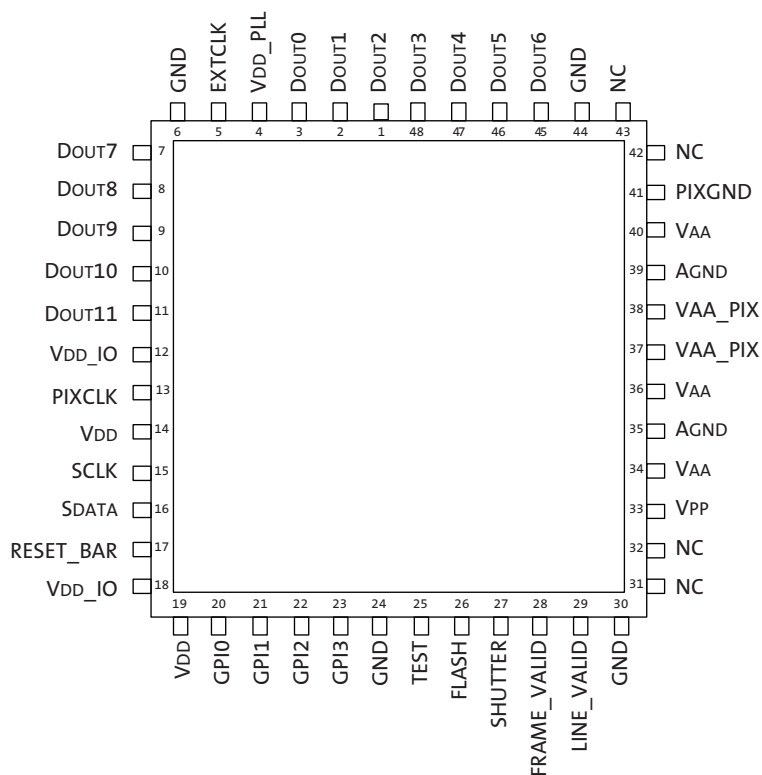 GND EXTCLK VDD_PLL DOUT0 DOUT1 DOUT2 DOUT3 DOUT4 DOUT5 DOUT6 GND NC
6 5 4 3 2 1 48 47 46 45 44 43
DOUT7 7 42 NC
DOUT8 8 41 PIXGND
DOUT9 9 40 VAA
DOUT10 10 39 AGND
DOUT11 11 38 VAA_PIX
VDD_IO 12 37 VAA_PIX
PIXCLK 13 36 VAA
VDD 14 35 AGND
SCLK 15 34 VAA
SDATA 16 33 VPP
RESET_BAR 17 32 NC
VDD_IO 18 31 NC
19 20 21 22 23 24 25 26 27 28 29 30
VDD GPI0 GPI1 GPI2 GPI3 GND TEST FLASH SHUTTER FRAME_VALID LINE_VALID GND